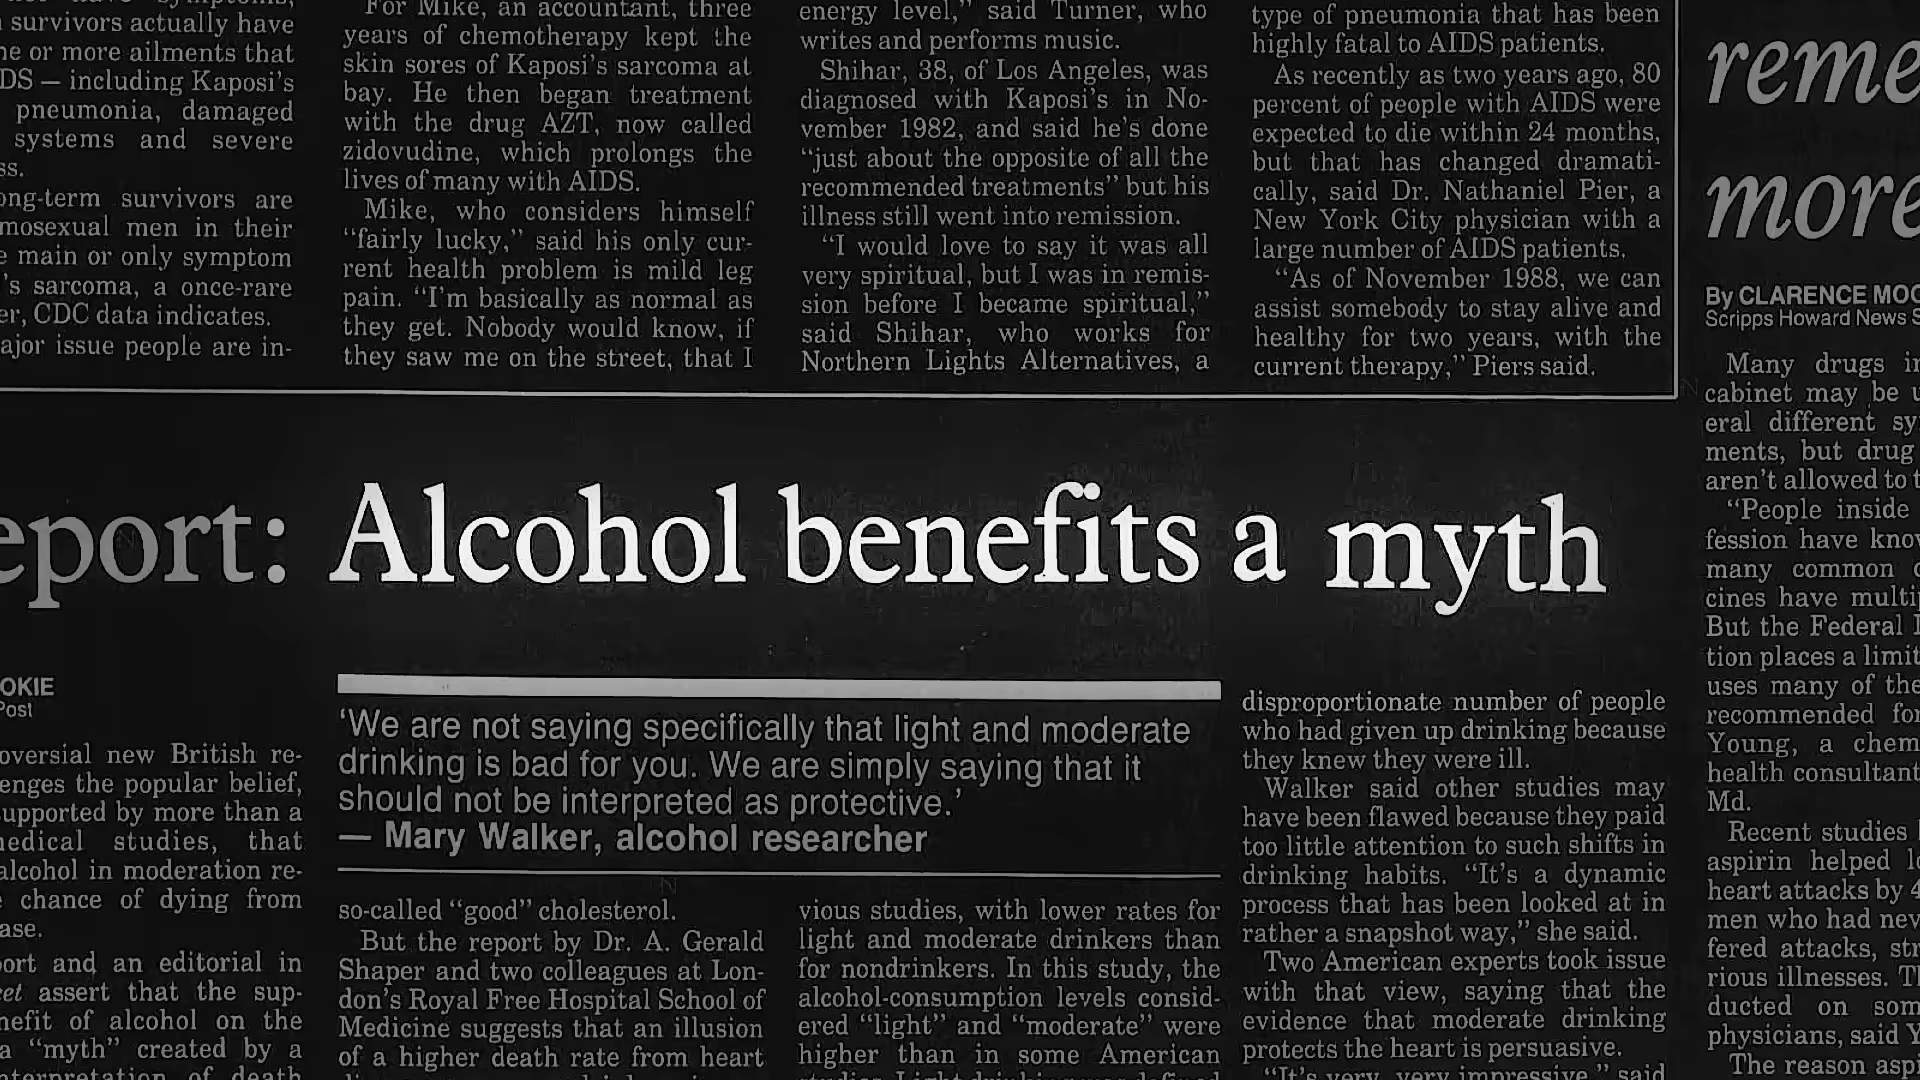 survivors actually have
or more ailments that
DS — including Kaposi's
pneumonia, damaged
systems and severe
survivors are
men in their
main or only symptom
sarcoma, a once-rare
CDC data indicates.
issue people are in-
For Mike, an accountant, three
years of chemotherapy kept the
skin sores of Kaposi's sarcoma at
bay. He then began treatment
with the drug AZT, now called
zidovudine, which prolongs the
lives of many with AIDS.
Mike, who considers himself
“fairly lucky,” said his only cur-
rent health problem is mild leg
pain. “I'm basically as normal as
they get. Nobody would know, if
they saw me on the street, that I
energy level,” said Turner, who
writes and performs music.
Shihar, 38, of Los Angeles, was
diagnosed with Kaposi's in No-
vember 1982, and said he's done
“just about the opposite of all the
recommended treatments” but his
illness still went into remission.
“I would love to say it was all
very spiritual, but I was in remis-
sion before I became spiritual,”
said Shihar, who works for
Northern Lights Alternatives, a
type of pneumonia that has been
highly fatal to AIDS patients.
As recently as two years ago, 80
percent of people with AIDS were
expected to die within 24 months,
but that has changed dramati-
cally, said Dr. Nathaniel Pier, a
New York City physician with a
large number of AIDS patients.
“As of November 1988, we can
assist somebody to stay alive and
healthy for two years, with the
current therapy,” Piers said.
eport: Alcohol benefits a myth
OKIE
Post
oversial new British re-
enges the popular belief,
upported by more than a
edical studies, that
alcohol in moderation re-
chance of dying from
ase.
ort and an editorial in
assert that the sup-
nefit of alcohol on the
a “myth” created by a
of death
‘We are not saying specifically that light and moderate
drinking is bad for you. We are simply saying that it
should not be interpreted as protective.’
— Mary Walker, alcohol researcher
so-called “good” cholesterol.
But the report by Dr. A. Gerald
Shaper and two colleagues at Lon-
don's Royal Free Hospital School of
Medicine suggests that an illusion
of a higher death rate from heart
vious studies, with lower rates for
light and moderate drinkers than
for nondrinkers. In this study, the
alcohol-consumption levels consid-
ered “light” and “moderate” were
higher than in some American
disproportionate number of people
who had given up drinking because
they knew they were ill.
Walker said other studies may
have been flawed because they paid
too little attention to such shifts in
drinking habits. “It's a dynamic
process that has been looked at in
rather a snapshot way,” she said.
Two American experts took issue
with that view, saying that the
evidence that moderate drinking
protects the heart is persuasive.
“It's very, very impressive,” said
reme
more
By CLARENCE MOO
Scripps Howard News S
Many drugs in
cabinet may be u
eral different sy
ments, but drug
aren't allowed to t
“People inside
fession have know
many common
cines have multip
But the Federal
tion places a limit
uses many of the
recommended for
Young, a chem
health consultant
Md.
Recent studies
aspirin helped lo
heart attacks by 4
men who had nev
fered attacks, str
rious illnesses. T
ducted on som
physicians, said Y
The reason aspi